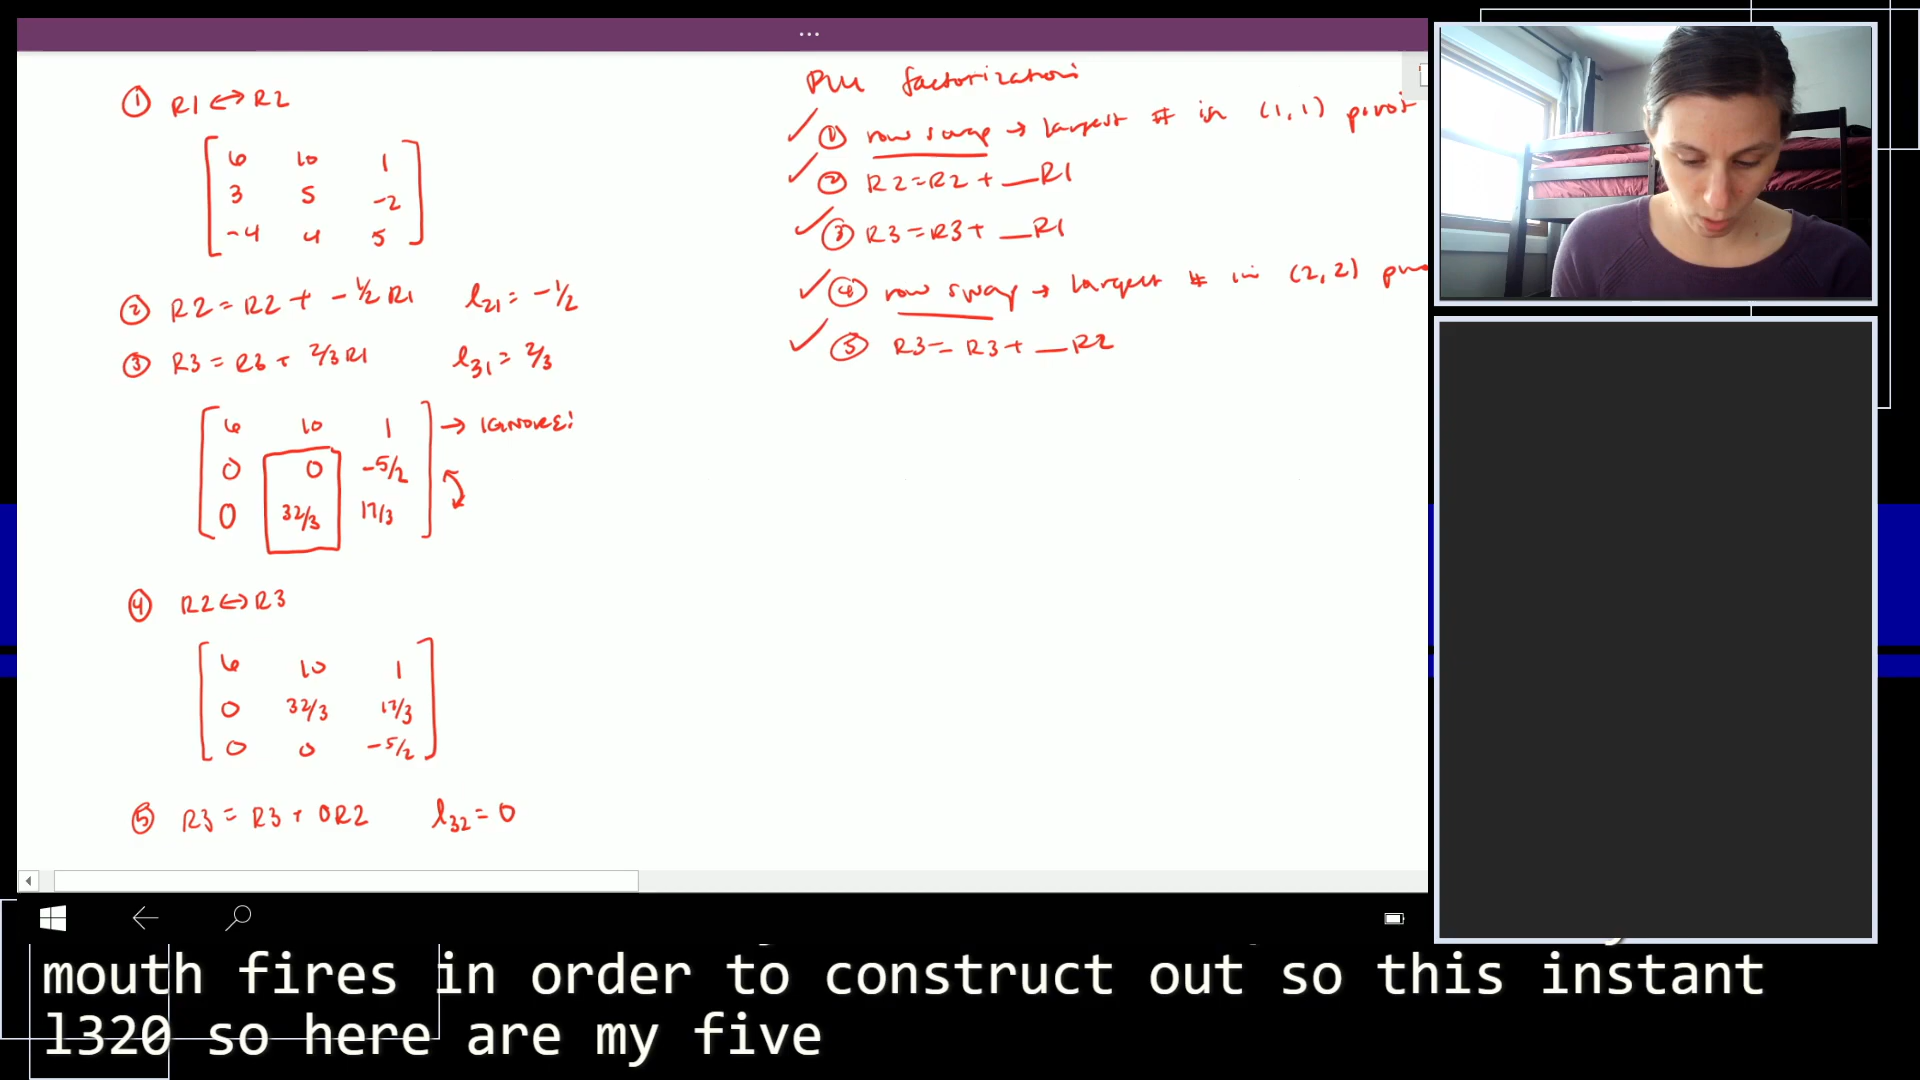 ① R1 ↔ R2
6 10 1
3 5 -2
-4 4 5
② R2 = R2 + -½ R1 l21 = -½
③ R3 = R3 + 2/3 R1 l31 = 2/3
6 10 1 → IGNORE!
0 0 -5/2
0 32/3 17/3
④ R2 ↔ R3
6 10 1
0 32/3 17/3
0 0 -5/2
⑤ R3 = R3 + 0R2 l32 = 0
PLU factorization
✓ ① row swap → largest # in (1,1) pivot
✓ ② R2 = R2 + __R1
✓ ③ R3 = R3 + __R1
✓ ④ row swap → largest # in (2,2)
✓ ⑤ R3 = R3 + __R2
mouth fires in order to construct out so this instant
l320 so here are my five